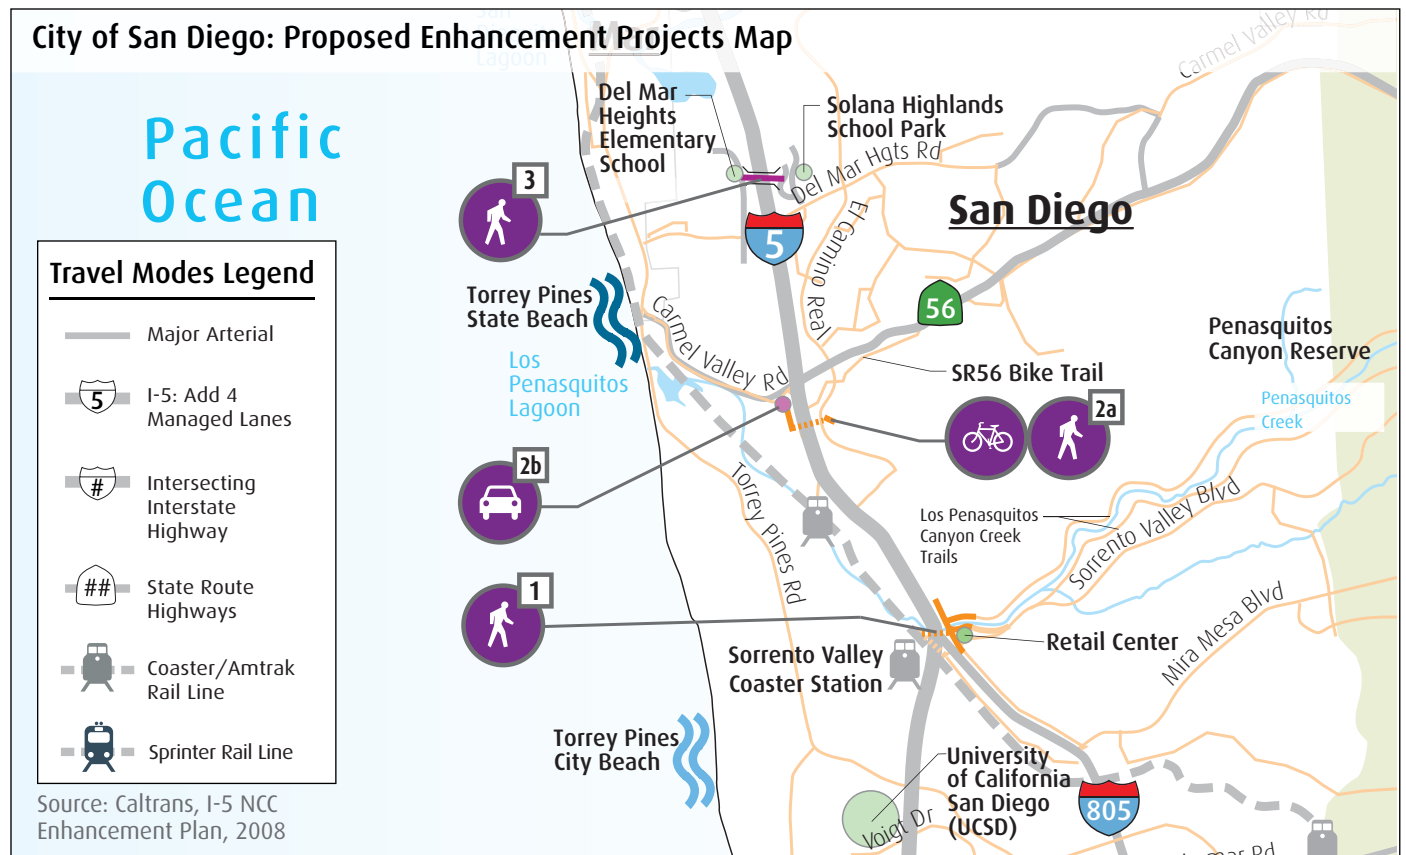 City of San Diego: Proposed Enhancement Projects Map
San
Lagoon
Carmel Valley Rd
Pacific
Ocean
Del Mar
Heights
Elementary
School
Solana Highlands
School Park
Del Mar Hgts Rd
3
San Diego
5
El Camino Real
Travel Modes Legend
Major Arterial
5
I-5: Add 4
Managed Lanes
#
Intersecting
Interstate
Highway
##
State Route
Highways
Coaster/Amtrak
Rail Line
Sprinter Rail Line
Source: Caltrans, I-5 NCC
Enhancement Plan, 2008
Torrey Pines
State Beach
Carmel Valley Rd
56
Penasquitos
Canyon Reserve
Los
Penasquitos
Lagoon
SR56 Bike Trail
Penasquitos
Creek
2a
2b
Torrey Pines Rd
Los Penasquitos
Canyon Creek
Trails
Sorrento Valley Blvd
1
Mira Mesa Blvd
Retail Center
Sorrento Valley
Coaster Station
Torrey Pines
City Beach
University
of California
San Diego
(UCSD)
Voigt Dr
805
mar Rd